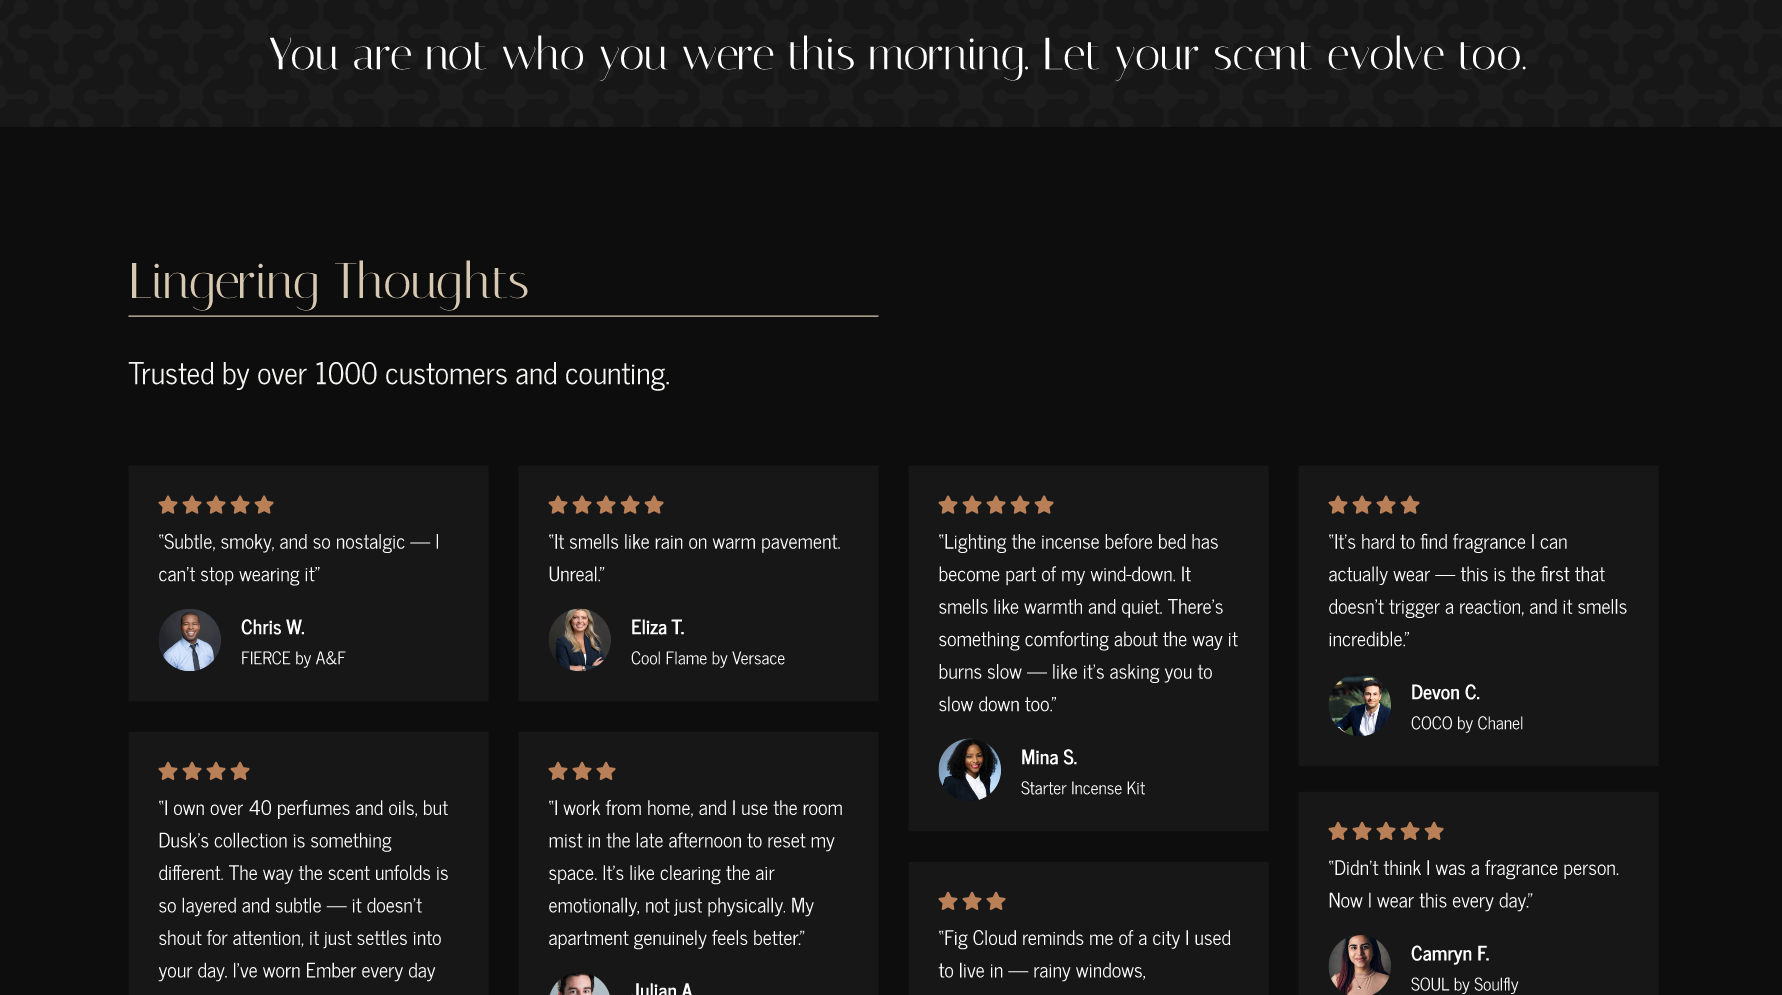 You are not who you were this morning. Let your scent evolve too.
Lingering Thoughts
Trusted by over 1000 customers and counting.
"Subtle, smoky, and so nostalgic — I
can't stop wearing it"
Chris W.
FIERCE by A&F
"I own over 40 perfumes and oils, but
Dusk's collection is something
different. The way the scent unfolds is
so layered and subtle — it doesn't
shout for attention, it just settles into
your day. I've worn Ember every day
"It smells like rain on warm pavement.
Unreal."
Eliza T.
Cool Flame by Versace
"I work from home, and I use the room
mist in the late afternoon to reset my
space. It's like clearing the air
emotionally, not just physically. My
apartment genuinely feels better."
Julian A.
"Lighting the incense before bed has
become part of my wind-down. It
smells like warmth and quiet. There's
something comforting about the way it
burns slow — like it's asking you to
slow down too."
Mina S.
Starter Incense Kit
"Fig Cloud reminds me of a city I used
to live in — rainy windows,
"It's hard to find fragrance I can
actually wear — this is the first that
doesn't trigger a reaction, and it smells
incredible."
Devon C.
COCO by Chanel
"Didn't think I was a fragrance person.
Now I wear this every day."
Camryn F.
SOUL by Soulfly